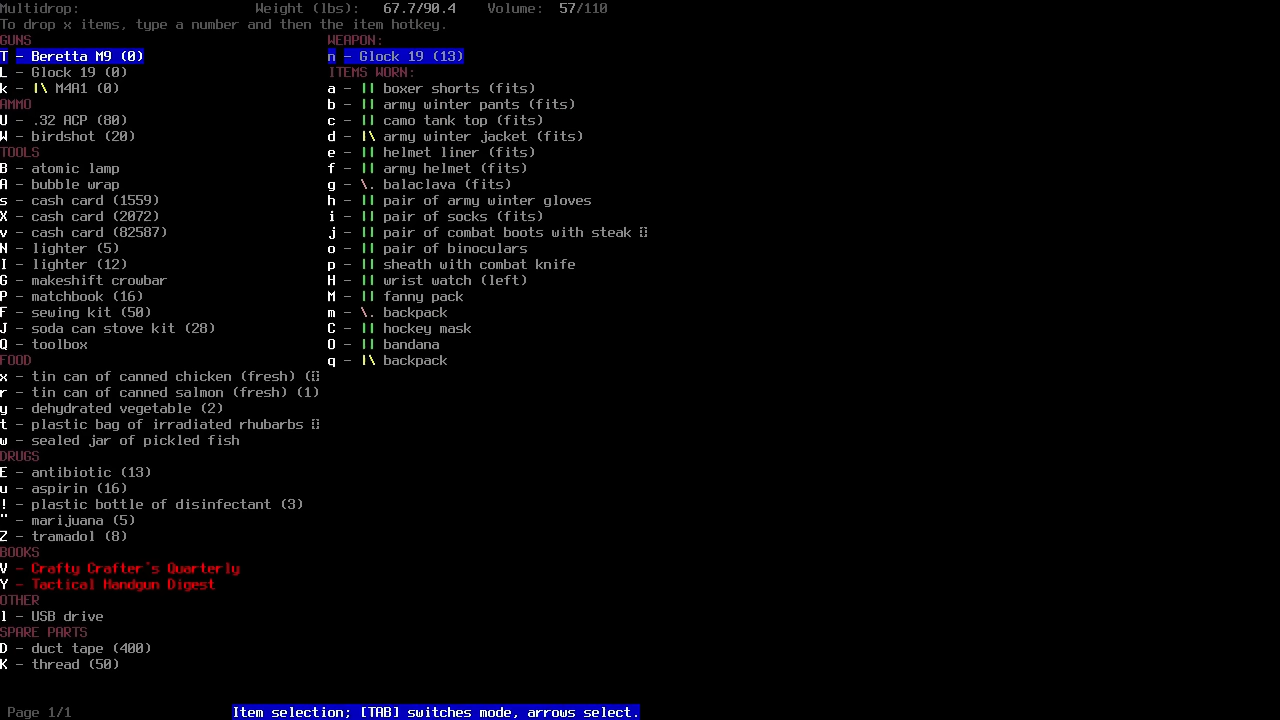 Multidrop: Weight (lbs): 67.7/90.4 Volume: 57/110
To drop x items, type a number and then the item hotkey.
GUNS
T - Beretta M9 (0)
L - Glock 19 (0)
k - |\ M4A1 (0)
AMMO
U - .32 ACP (80)
W - birdshot (20)
TOOLS
B - atomic lamp
A - bubble wrap
s - cash card (1559)
X - cash card (2072)
v - cash card (82587)
N - lighter (5)
I - lighter (12)
G - makeshift crowbar
P - matchbook (16)
F - sewing kit (50)
J - soda can stove kit (28)
Q - toolbox
FOOD
x - tin can of canned chicken (fresh) (
r - tin can of canned salmon (fresh) (1)
y - dehydrated vegetable (2)
t - plastic bag of irradiated rhubarbs
w - sealed jar of pickled fish
DRUGS
E - antibiotic (13)
u - aspirin (16)
! - plastic bottle of disinfectant (3)
" - marijuana (5)
Z - tramadol (8)
BOOKS
V - Crafty Crafter's Quarterly
Y - Tactical Handgun Digest
OTHER
l - USB drive
SPARE PARTS
D - duct tape (400)
K - thread (50)
WEAPON:
n - Glock 19 (13)
ITEMS WORN:
a - || boxer shorts (fits)
b - || army winter pants (fits)
c - || camo tank top (fits)
d - |\ army winter jacket (fits)
e - || helmet liner (fits)
f - || army helmet (fits)
g - \. balaclava (fits)
h - || pair of army winter gloves
i - || pair of socks (fits)
j - || pair of combat boots with steak
o - || pair of binoculars
p - || sheath with combat knife
H - || wrist watch (left)
M - || fanny pack
m - \. backpack
C - || hockey mask
O - || bandana
q - |\ backpack
Page 1/1 Item selection; [TAB] switches mode, arrows select.